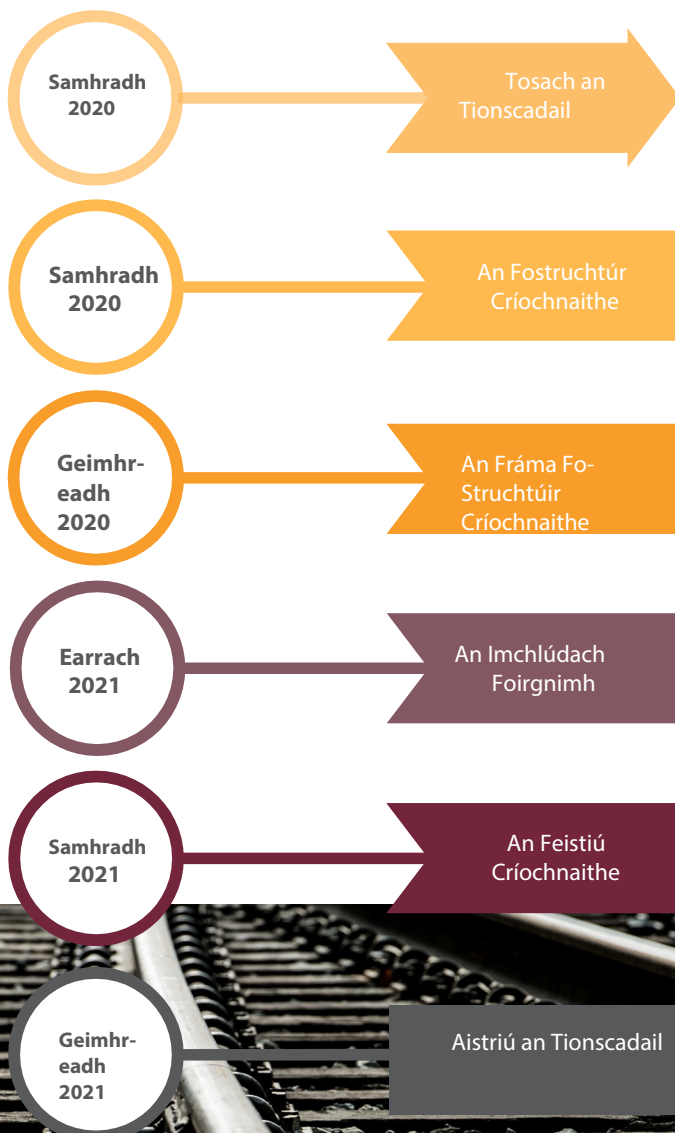 Samhradh
2020
Tosach an
Tionscadail
Samhradh
2020
An Fostruchtúr
Críochnaithe
Geimhr-
eadh
2020
An Fráma Fo-
Struchtúir
Críochnaithe
Earrach
2021
An Imchlúdach
Foirgnimh
Samhradh
2021
An Feistiú
Críochnaithe
Geimhr-
eadh
2021
Aistriú an Tionscadail